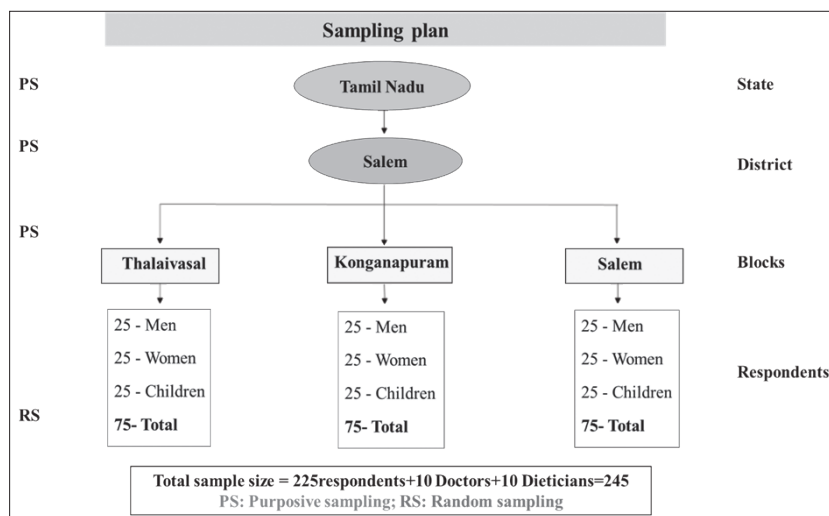 Sampling plan
PS
Tamil Nadu
State
PS
Salem
District
PS
Thalaivasal
Konganapuram
Salem
Blocks
25 - Men
25 - Women
25 - Children
75- Total
25 - Men
25 - Women
25 - Children
75- Total
25 - Men
25 - Women
25 - Children
75- Total
Respondents
RS
Total sample size = 225respondents+10 Doctors+10 Dieticians=245
PS: Purposive sampling; RS: Random sampling